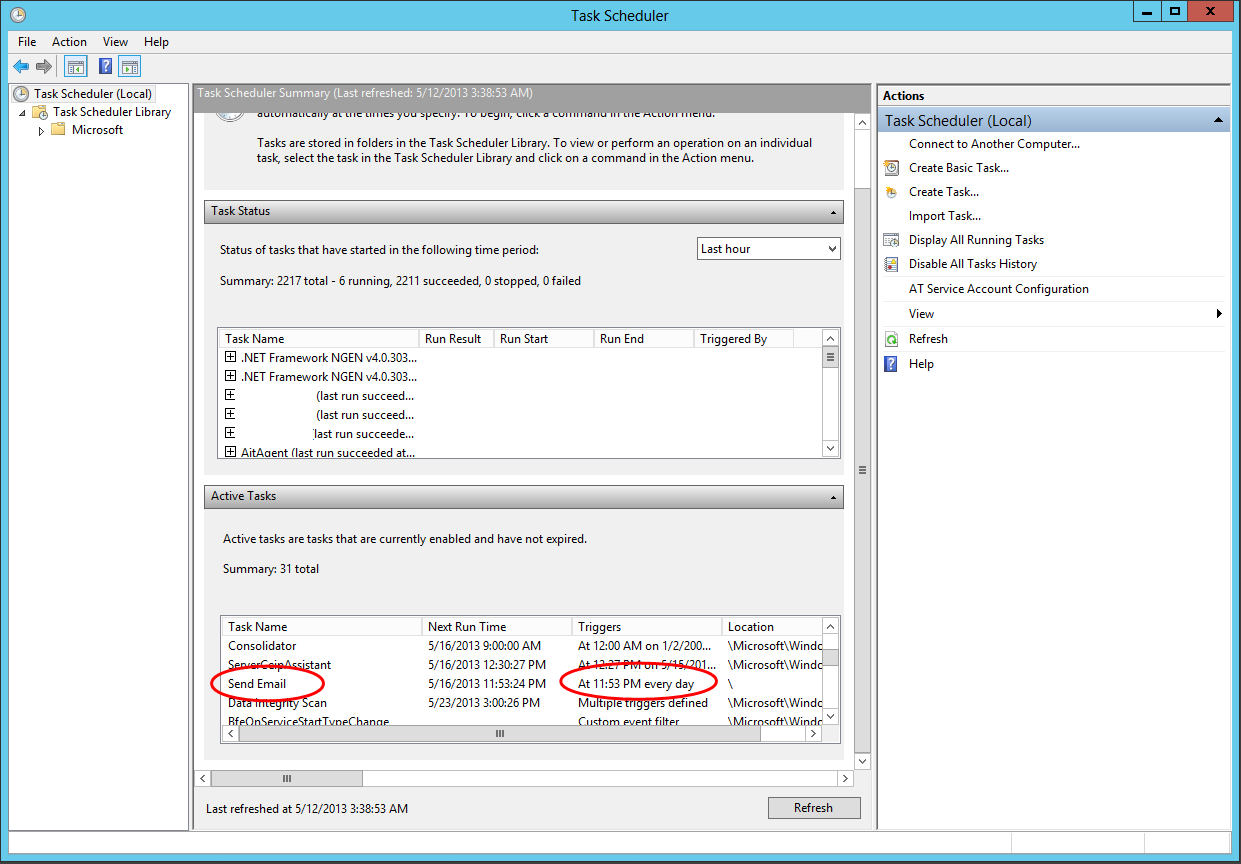 Task Scheduler
File Action View Help
Task Scheduler (Local)
Task Scheduler Library
Microsoft
Task Scheduler Summary (Last refreshed: 5/12/2013 3:38:53 AM)
automatically at the times you specify. To begin, click a command in the Action menu.
Tasks are stored in folders in the Task Scheduler Library. To view or perform an operation on an individual
task, select the task in the Task Scheduler Library and click on a command in the Action menu.
Task Status
Status of tasks that have started in the following time period:
Last hour
Summary: 2217 total - 6 running, 2211 succeeded, 0 stopped, 0 failed
Task Name Run Result Run Start Run End Triggered By
.NET Framework NGEN v4.0.303...
.NET Framework NGEN v4.0.303...
(last run succeed...
(last run succeed...
last run succeede...
AitAgent (last run succeeded at...
Active Tasks
Active tasks are tasks that are currently enabled and have not expired.
Summary: 31 total
Task Name Next Run Time Triggers Location
Consolidator 5/16/2013 9:00:00 AM At 12:00 AM on 1/2/200... \Microsoft\Windc
ServerCeipAssistant 5/16/2013 12:30:27 PM At 12:27 PM on 5/15/201... \Microsoft\Windc
Send Email 5/16/2013 11:53:24 PM At 11:53 PM every day \
Data Integrity Scan 5/23/2013 3:00:26 PM Multiple triggers defined \Microsoft\Windc
BfeOnServiceStartTypeChange Custom event filter \Microsoft\Windc
Last refreshed at 5/12/2013 3:38:53 AM
Refresh
Actions
Task Scheduler (Local)
Connect to Another Computer...
Create Basic Task...
Create Task...
Import Task...
Display All Running Tasks
Disable All Tasks History
AT Service Account Configuration
View
Refresh
Help